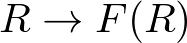 R → F(R)